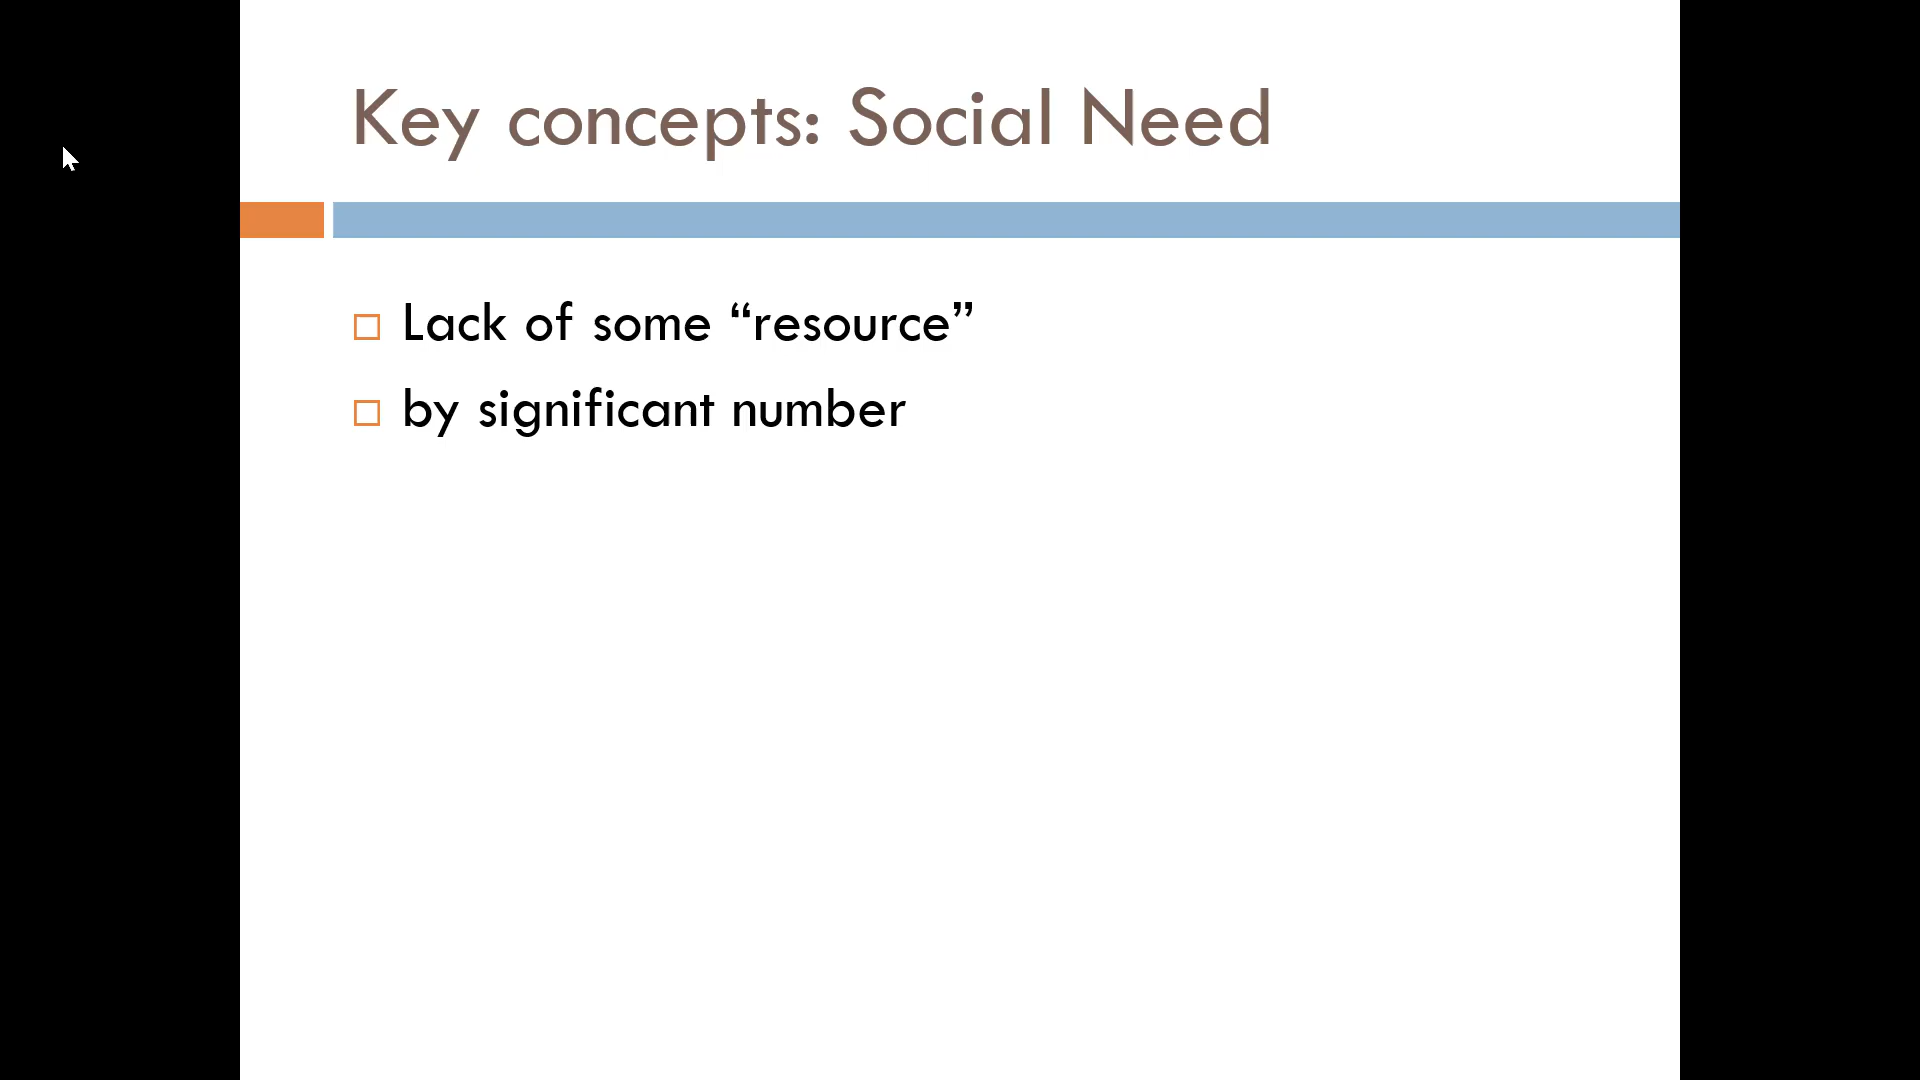 Key concepts: Social Need
Lack of some “resource”
by significant number